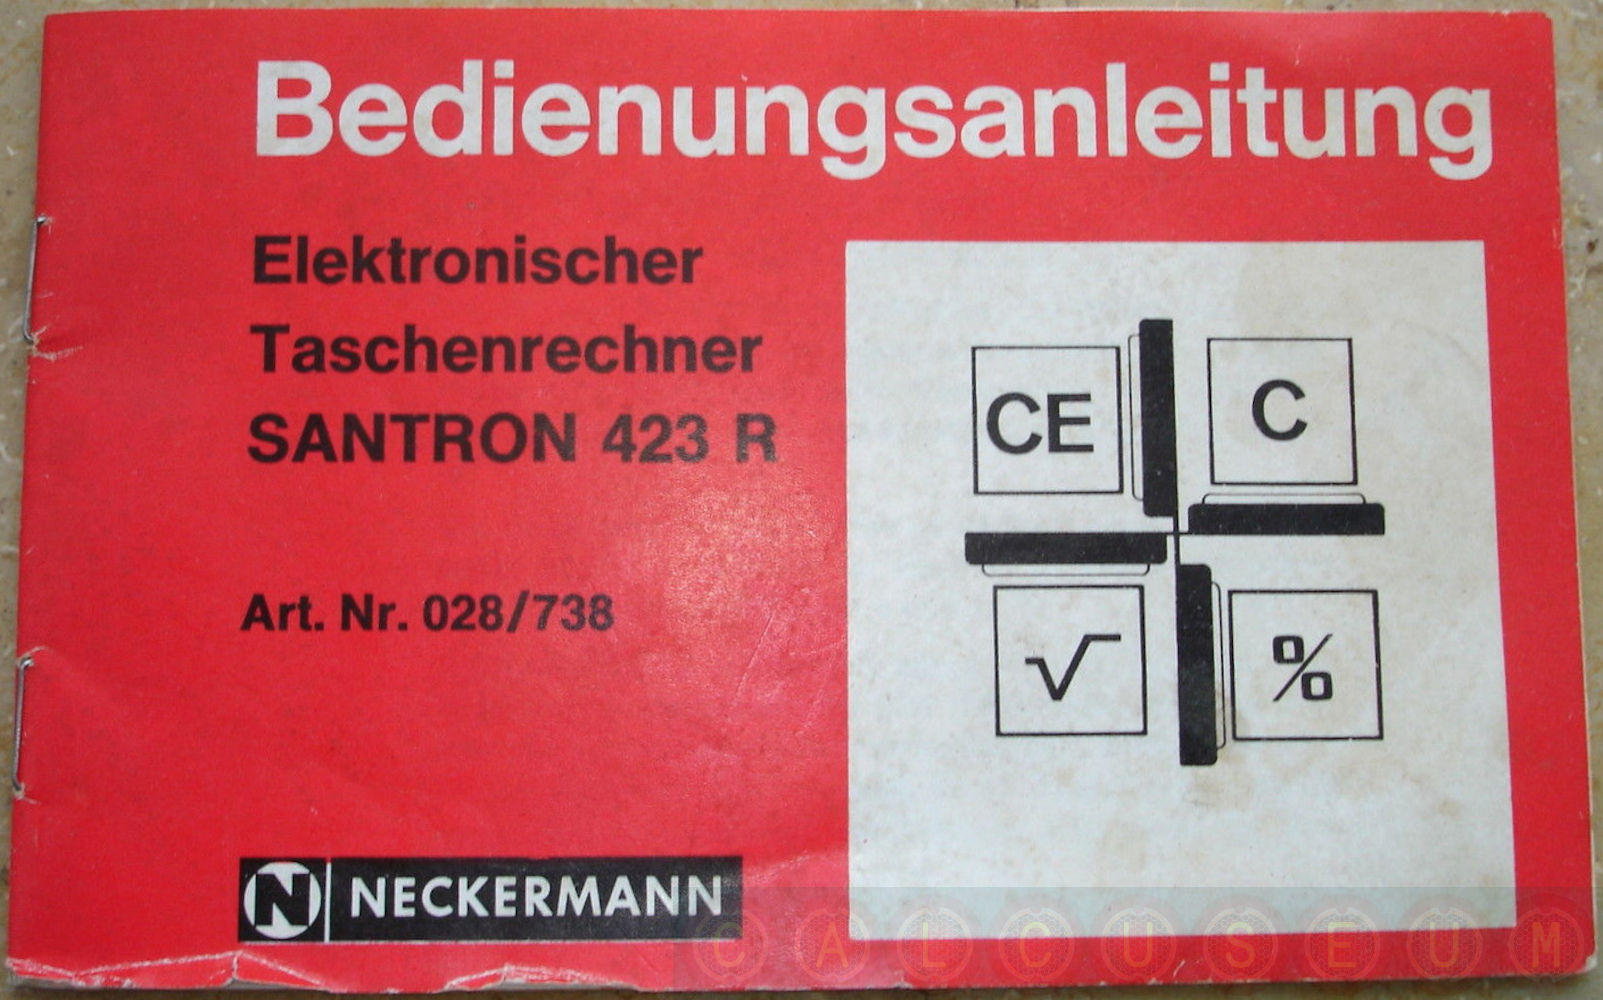 Bedienungsanleitung
Elektronischer
Taschenrechner
SANTRON 423 R
CE
C
√
%
Art. Nr. 028/738
N NECKERMANN
CALCUSEUM